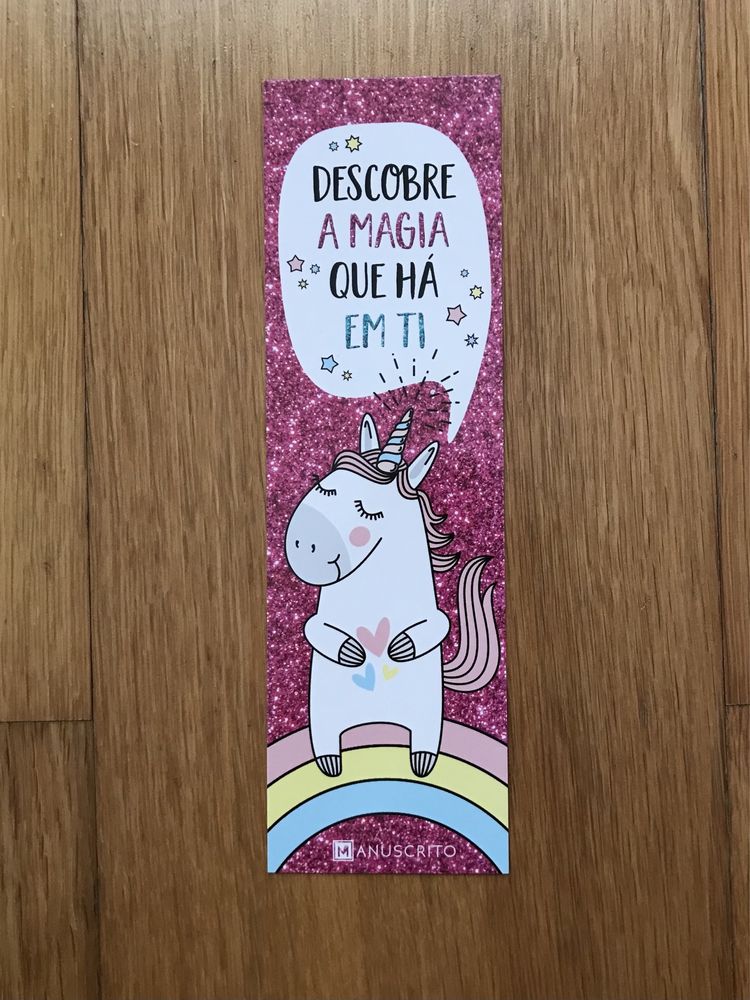 DESCOBRE
A MAGIA
QUE HÁ
EM TI
MANUSCRITO